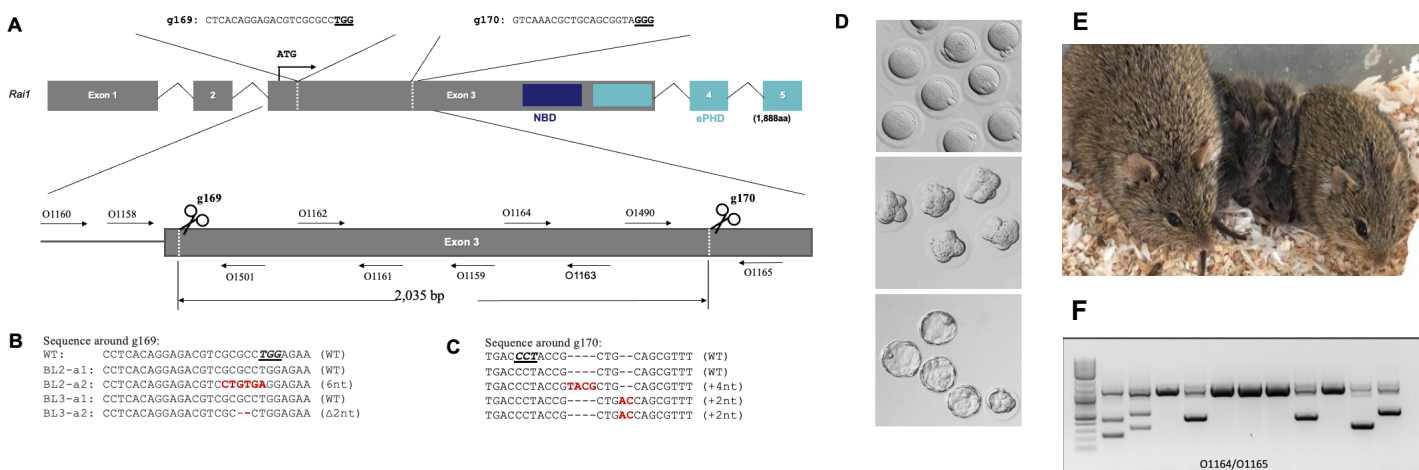 A
g169: CTCACAGGAGACGTCGCGCCTGG
g170: GTCAAACGCTGCAGCGGTAGGG
ATG
Rai1
Exon 1
2
Exon 3
4
5
NBD
ePHD
(1,888aa)
g169
g170
O1160
O1158
O1162
O1164
O1490
Exon 3
O1501
O1161
O1159
O1163
O1165
2,035 bp
B
Sequence around g169:
WT: CCTCACAGGAGACGTCGCGCCTGGAGAA (WT)
BL2-a1: CCTCACAGGAGACGTCGCGCCTGGAGAA (WT)
BL2-a2: CCTCACAGGAGACGTCCTGTGAGGAGAA (6nt)
BL3-a1: CCTCACAGGAGACGTCGCGCCTGGAGAA (WT)
BL3-a2: CCTCACAGGAGACGTCGC--CTGGAGAA (Δ2nt)
C
Sequence around g170:
TGACCCTACCG----CTG--CAGCGTTT (WT)
TGACCCTACCG----CTG--CAGCGTTT (WT)
TGACCCTACCGTACGCTG--CAGCGTTT (+4nt)
TGACCCTACCG----CTGACCAGCGTTT (+2nt)
TGACCCTACCG----CTGACCAGCGTTT (+2nt)
D
E
F
O1164/O1165